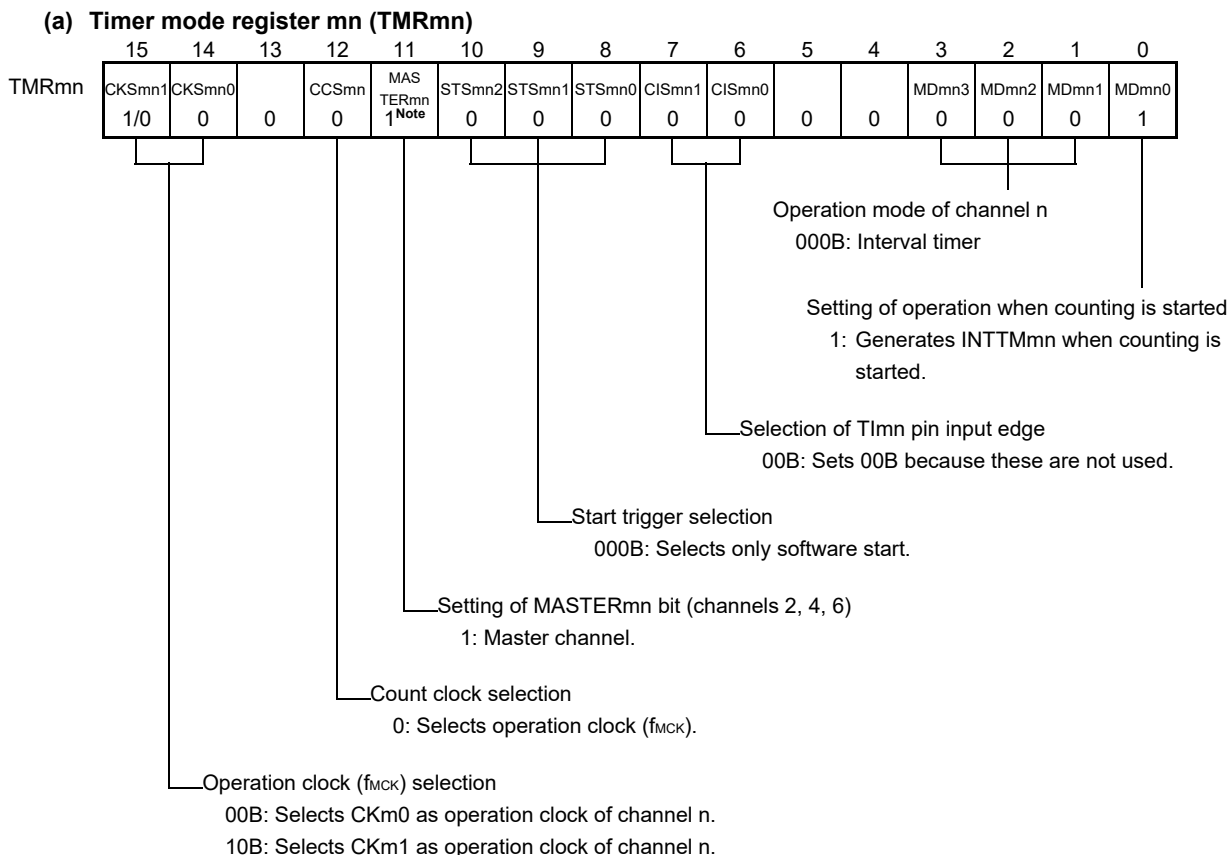 (a) Timer mode register mn (TMRmn)
15 14 13 12 11 10 9 8 7 6 5 4 3 2 1 0
TMRmn CKSmn1 CKSmn0 CCSmn MAS TERmn STSmn2 STSmn1 STSmn0 CISmn1 CISmn0 MDmn3 MDmn2 MDmn1 MDmn0
1/0 0 0 0 1Note 0 0 0 0 0 0 0 0 0 0 1
Operation mode of channel n
000B: Interval timer
Setting of operation when counting is started
1: Generates INTTMmn when counting is
started.
Selection of TImn pin input edge
00B: Sets 00B because these are not used.
Start trigger selection
000B: Selects only software start.
Setting of MASTERmn bit (channels 2, 4, 6)
1: Master channel.
Count clock selection
0: Selects operation clock (fMCK).
Operation clock (fMCK) selection
00B: Selects CKm0 as operation clock of channel n.
10B: Selects CKm1 as operation clock of channel n.